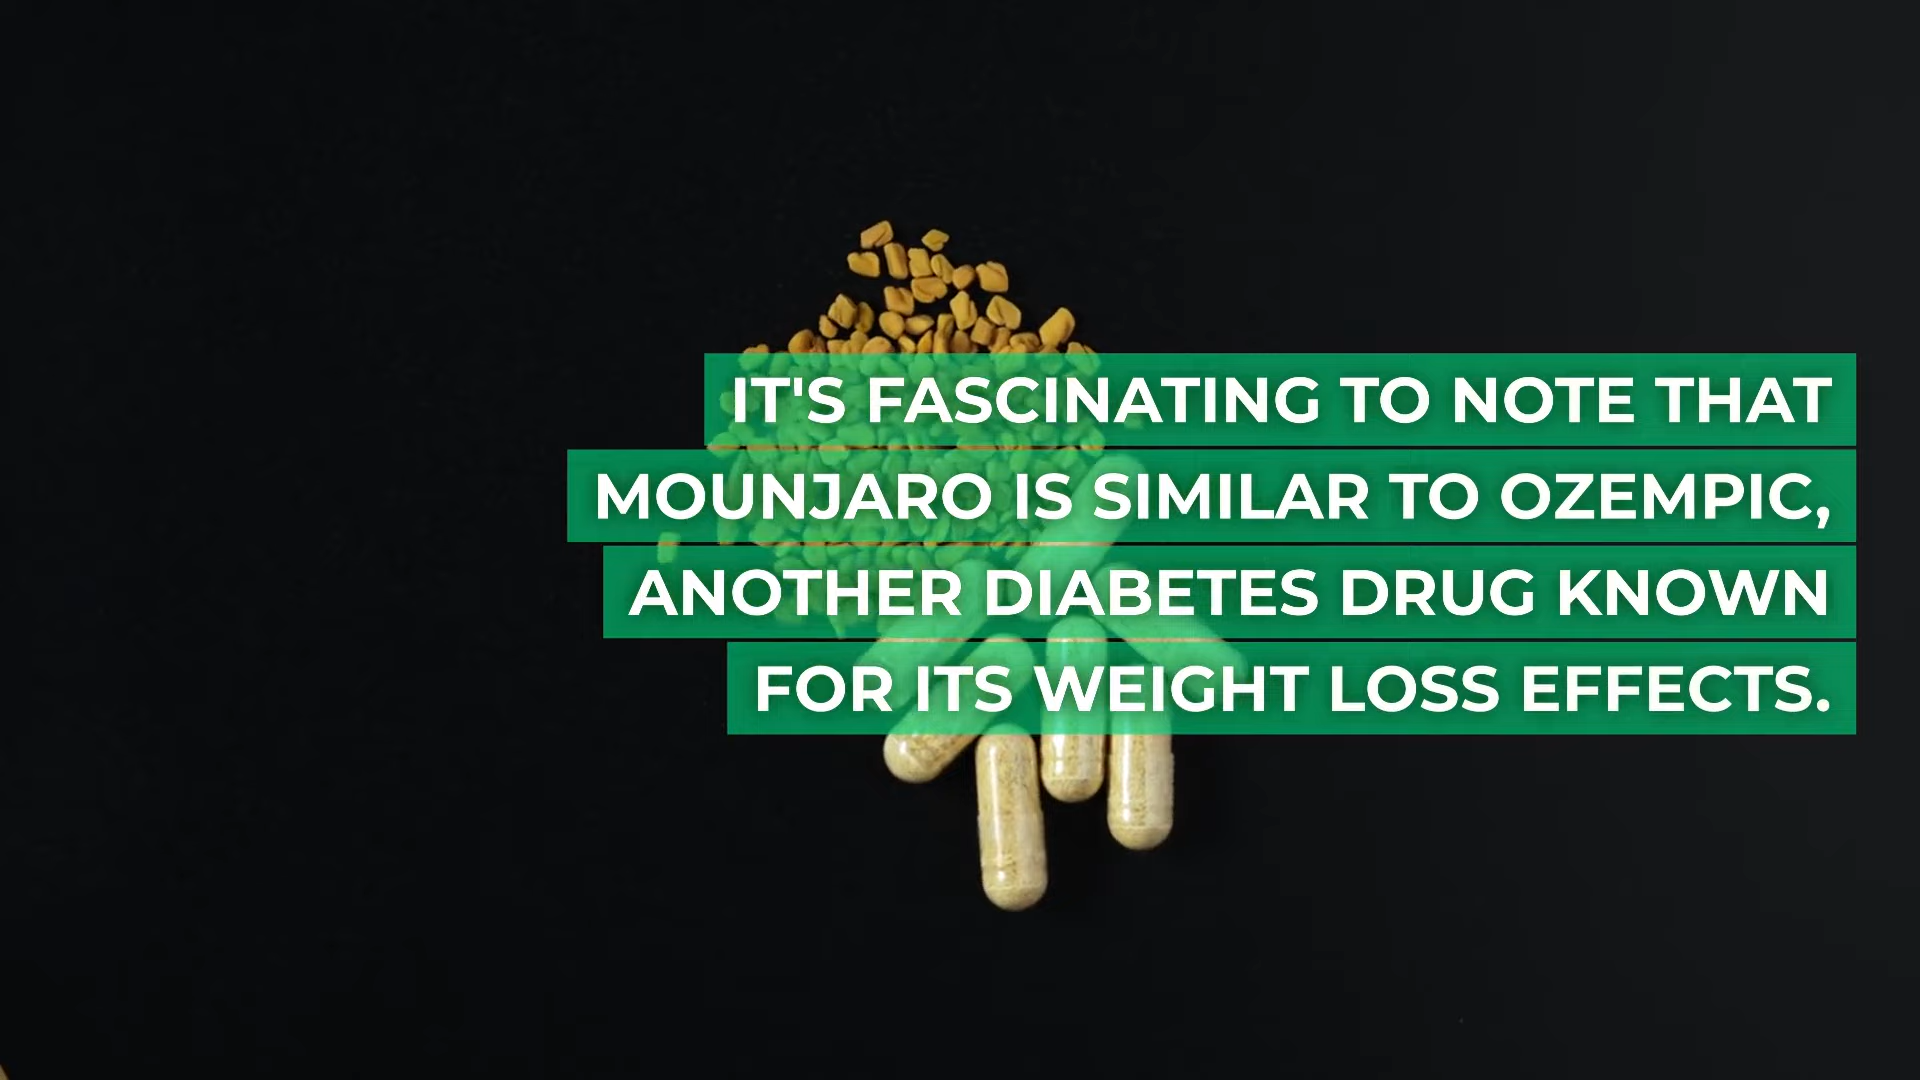 IT'S FASCINATING TO NOTE THAT
MOUNJARO IS SIMILAR TO OZEMPIC,
ANOTHER DIABETES DRUG KNOWN
FOR ITS WEIGHT LOSS EFFECTS.